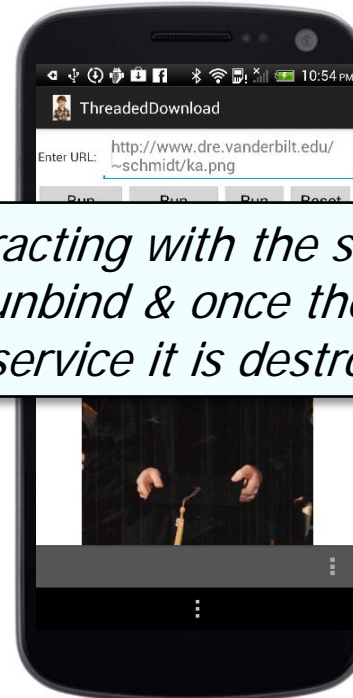 10:54 PM
ThreadedDownload
Enter URL:
http://www.dre.vanderbilt.edu/
~schmidt/ka.png
Run Run Run Reset
racting with the s
unbind & once the
service it is destro